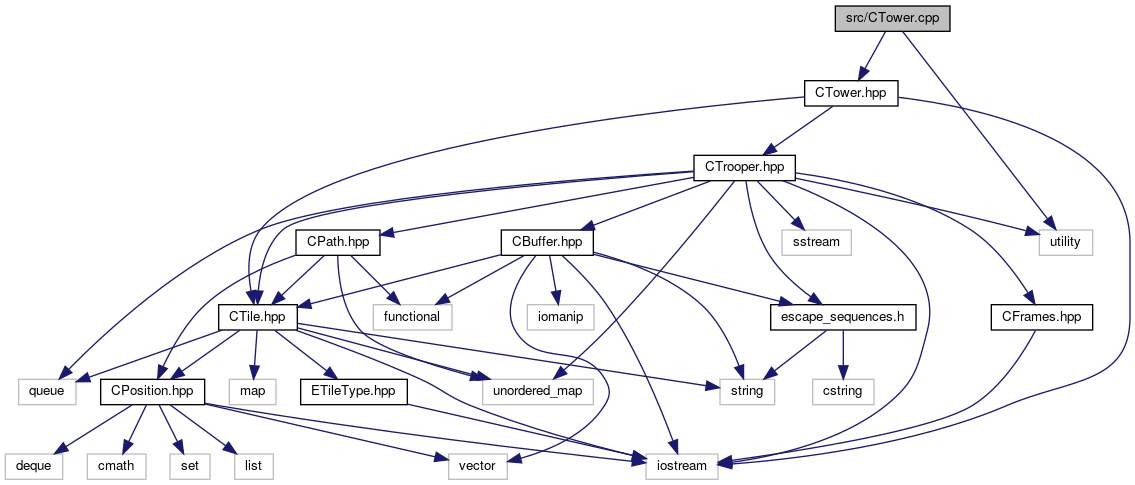 src/CTower.cpp
CTower.hpp
CTrooper.hpp
CPath.hpp
CBuffer.hpp
sstream
utility
CTile.hpp
functional
iomanip
escape_sequences.h
CFrames.hpp
queue
CPosition.hpp
map
ETileType.hpp
unordered_map
string
cstring
deque
cmath
set
list
vector
iostream